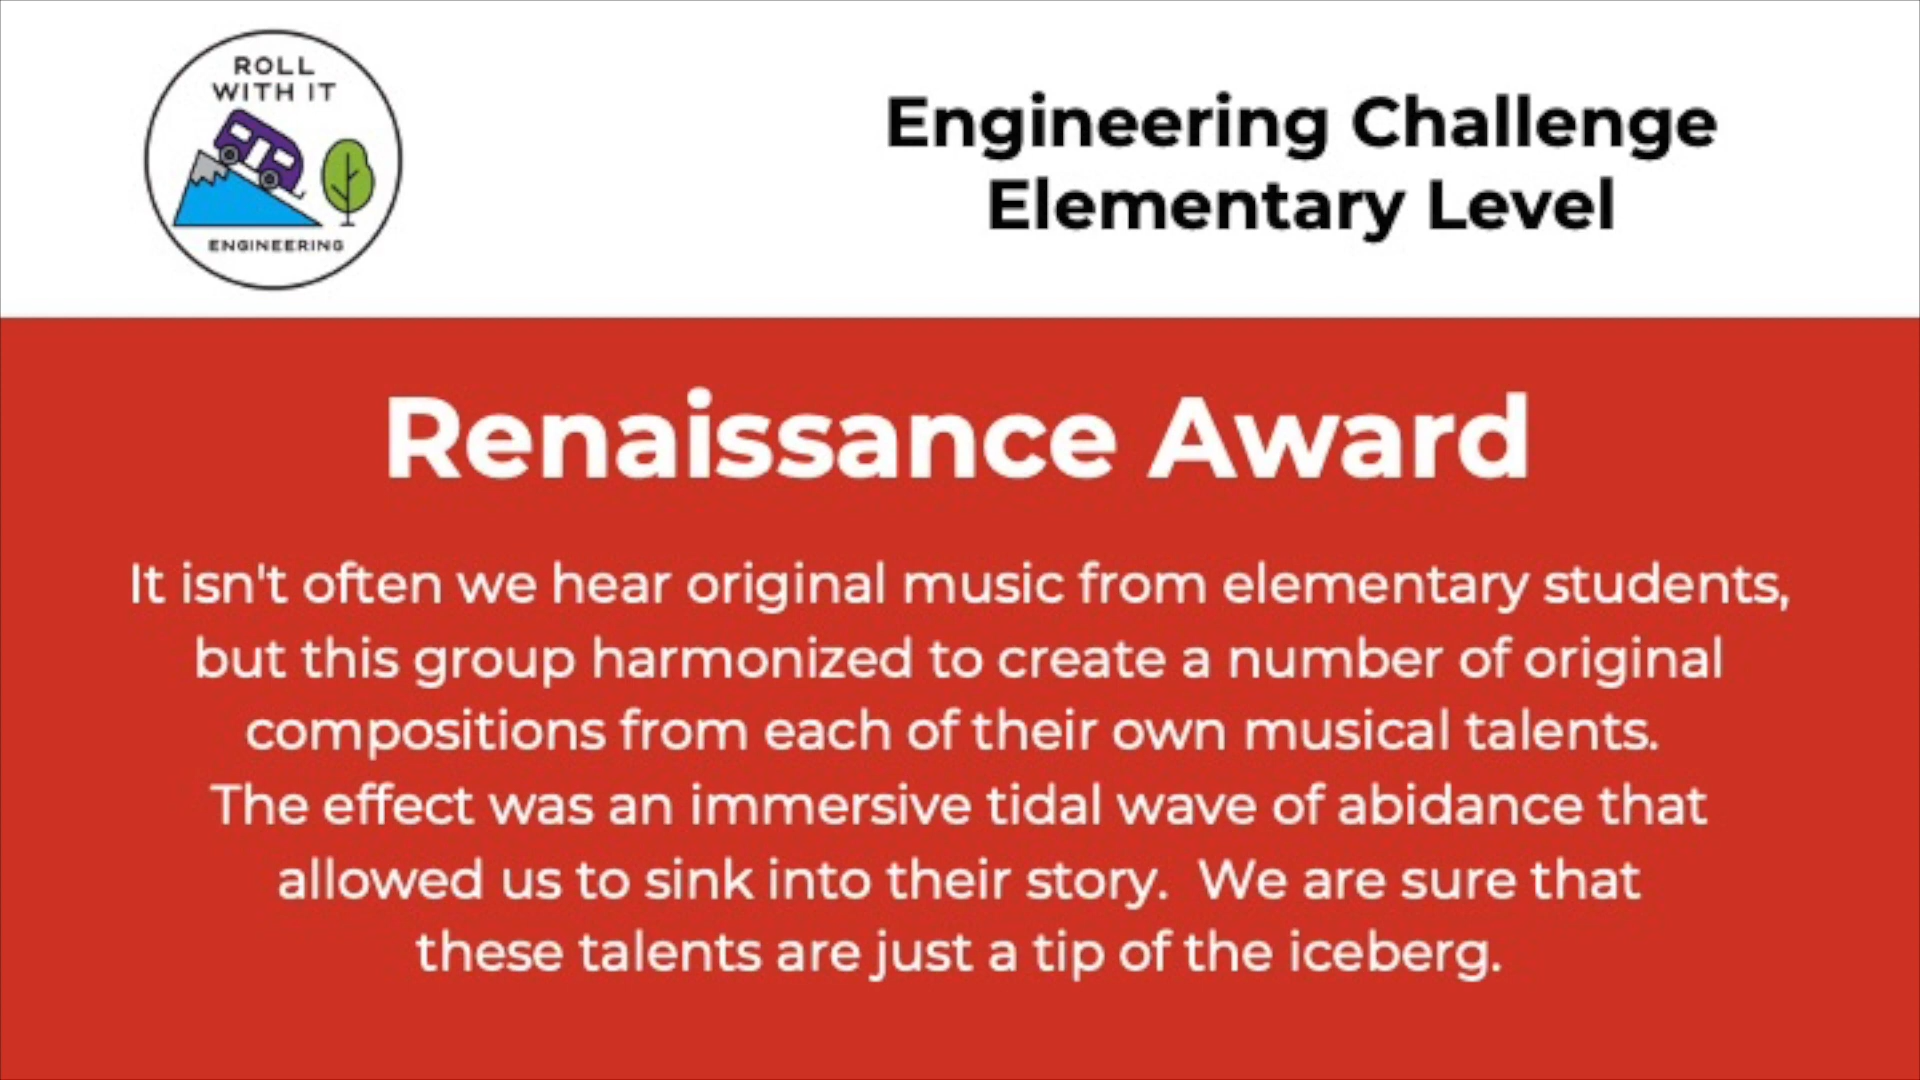 ROLL
WITH IT
ENGINEERING
Engineering Challenge
Elementary Level
Renaissance Award
It isn't often we hear original music from elementary students,
but this group harmonized to create a number of original
compositions from each of their own musical talents.
The effect was an immersive tidal wave of abidance that
allowed us to sink into their story.  We are sure that
these talents are just a tip of the iceberg.